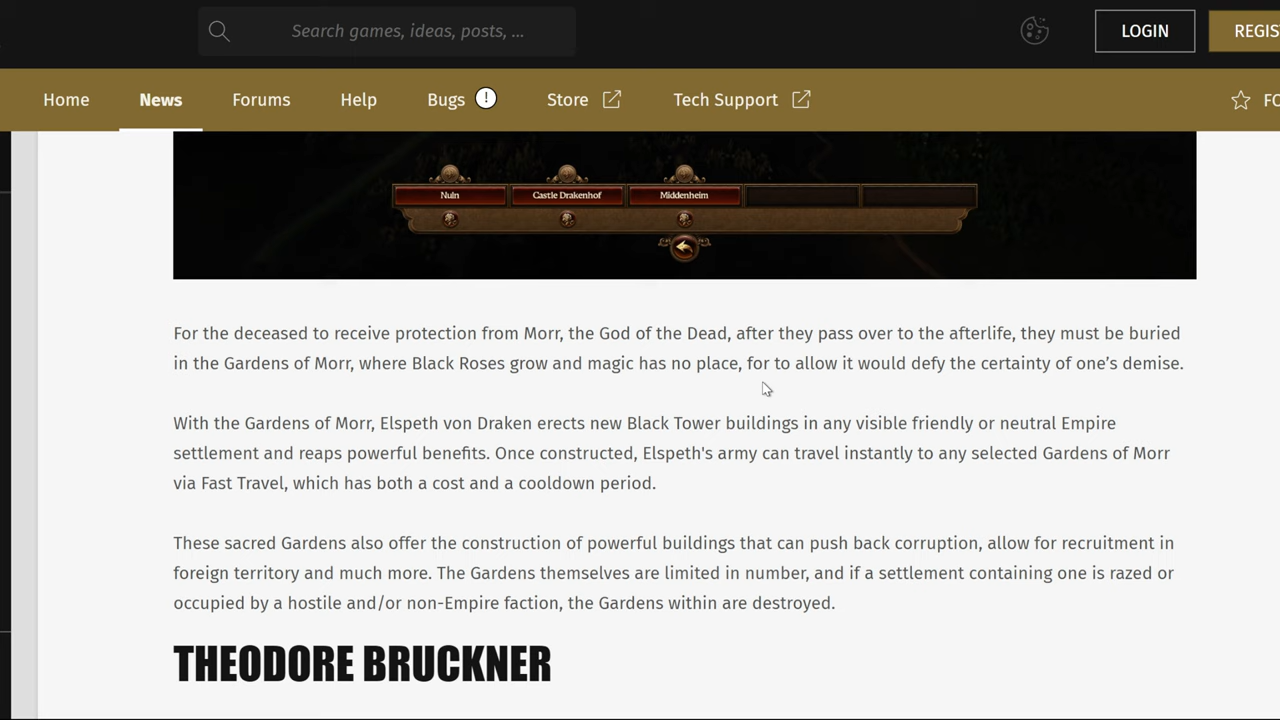 Search games, ideas, posts, ...
LOGIN
REGIS
Home
News
Forums
Help
Bugs
!
Store
Tech Support
FO
Nuln
Castle Drakenhof
Middenheim
For the deceased to receive protection from Morr, the God of the Dead, after they pass over to the afterlife, they must be buried
in the Gardens of Morr, where Black Roses grow and magic has no place, for to allow it would defy the certainty of one’s demise.
With the Gardens of Morr, Elspeth von Draken erects new Black Tower buildings in any visible friendly or neutral Empire
settlement and reaps powerful benefits. Once constructed, Elspeth's army can travel instantly to any selected Gardens of Morr
via Fast Travel, which has both a cost and a cooldown period.
These sacred Gardens also offer the construction of powerful buildings that can push back corruption, allow for recruitment in
foreign territory and much more. The Gardens themselves are limited in number, and if a settlement containing one is razed or
occupied by a hostile and/or non-Empire faction, the Gardens within are destroyed.
THEODORE BRUCKNER